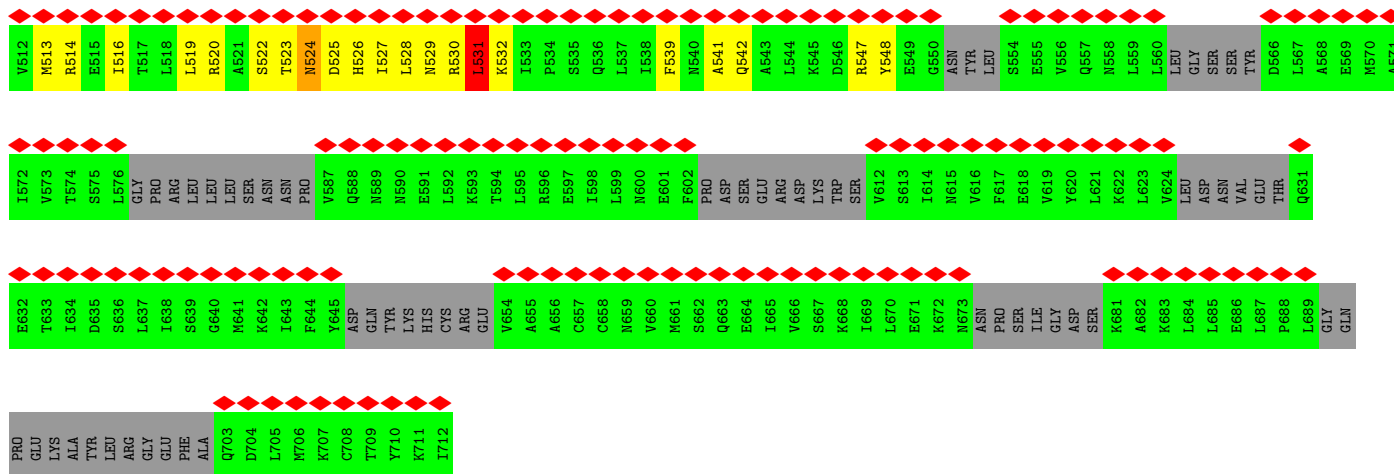 V512 M513 R514 E515 I516 T517 L518 L519 R520 A521 S522 T523 N524 D525 H526 I527 L528 N529 R530 L531 K532 I533 P534 S535 Q536 L537 I538 F539 N540 A541 Q542 A543 L544 K545 D546 R547 Y548 E549 G550 ASN TYR LEU S554 E555 V556 Q557 N558 L559 L560 LEU GLY SER SER TYR D566 L567 A568 E569 M570 A571
I572 V573 T574 S575 L576 GLY PRO ARG LEU LEU LEU SER ASN ASN PRO V587 Q588 N589 N590 E591 L592 K593 T594 L595 R596 E597 I598 L599 N600 E601 F602 PRO ASP SER GLU ARG ASP LYS TRP SER V612 S613 I614 N615 V616 F617 E618 V619 Y620 L621 K622 L623 V624 LEU ASP ASN VAL GLU THR Q631
E632 T633 I634 D635 S636 L637 I638 S639 G640 M641 K642 I643 F644 Y645 ASP GLN TYR LYS HIS CYS ARG GLU V654 A655 A656 C657 C658 N659 V660 M661 S662 Q663 E664 I665 V666 S667 K668 I669 L670 E671 K672 N673 ASN PRO SER ILE GLY ASP SER K681 A682 K683 L684 L685 E686 L687 P688 L689 GLY GLN
PRO GLU LYS ALA TYR LEU ARG GLY GLU PHE ALA Q703 D704 L705 M706 K707 C708 T709 Y710 K711 I712